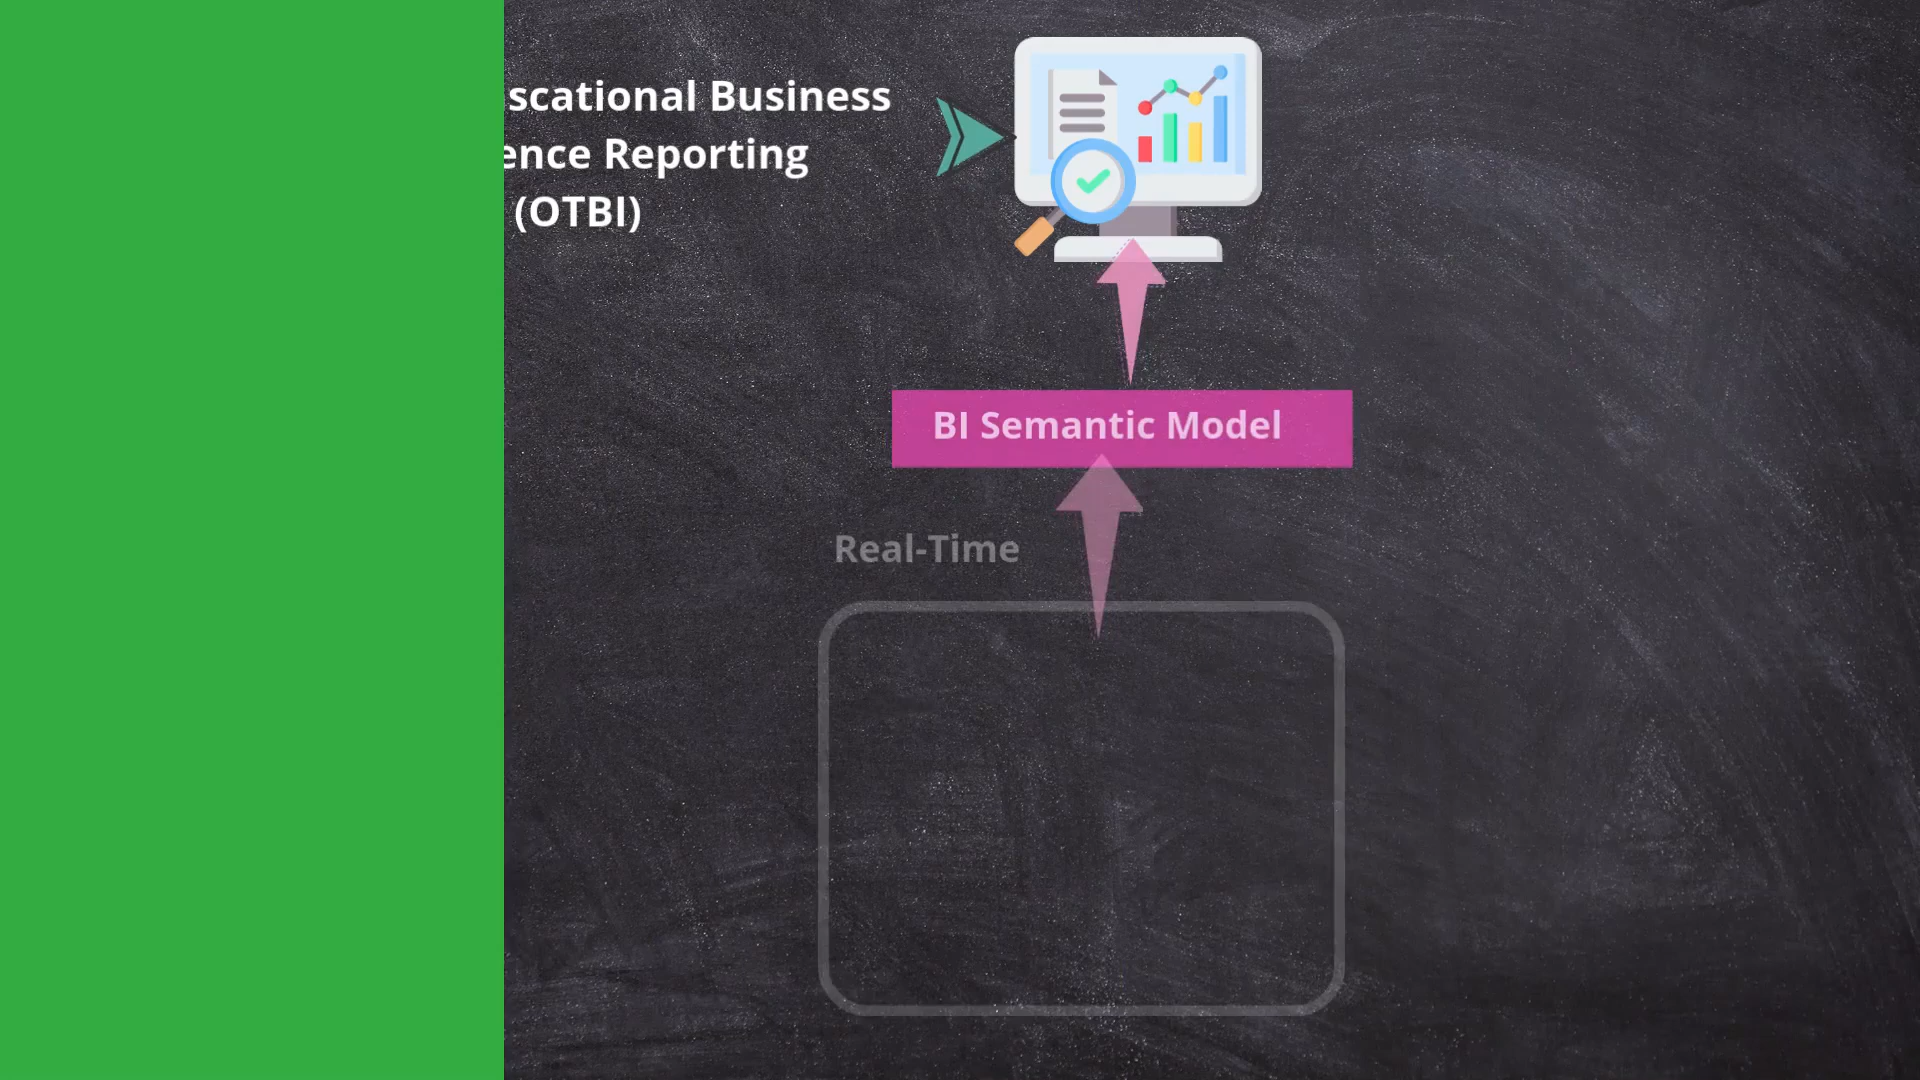 scational Business
ence Reporting
(OTBI)
BI Semantic Model
Real-Time